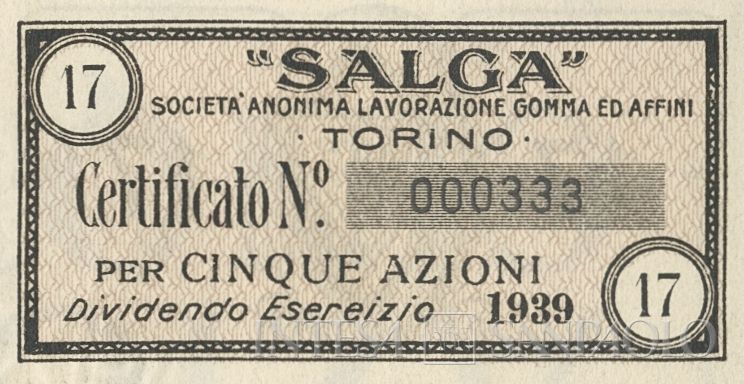 17
"SALGA"
SOCIETA' ANONIMA LAVORAZIONE GOMMA ED AFFINI
· TORINO ·
Certificato N.º 000333
PER CINQUE AZIONI
17
Dividendo Esereizio 1939
INTESA SANPAOLO